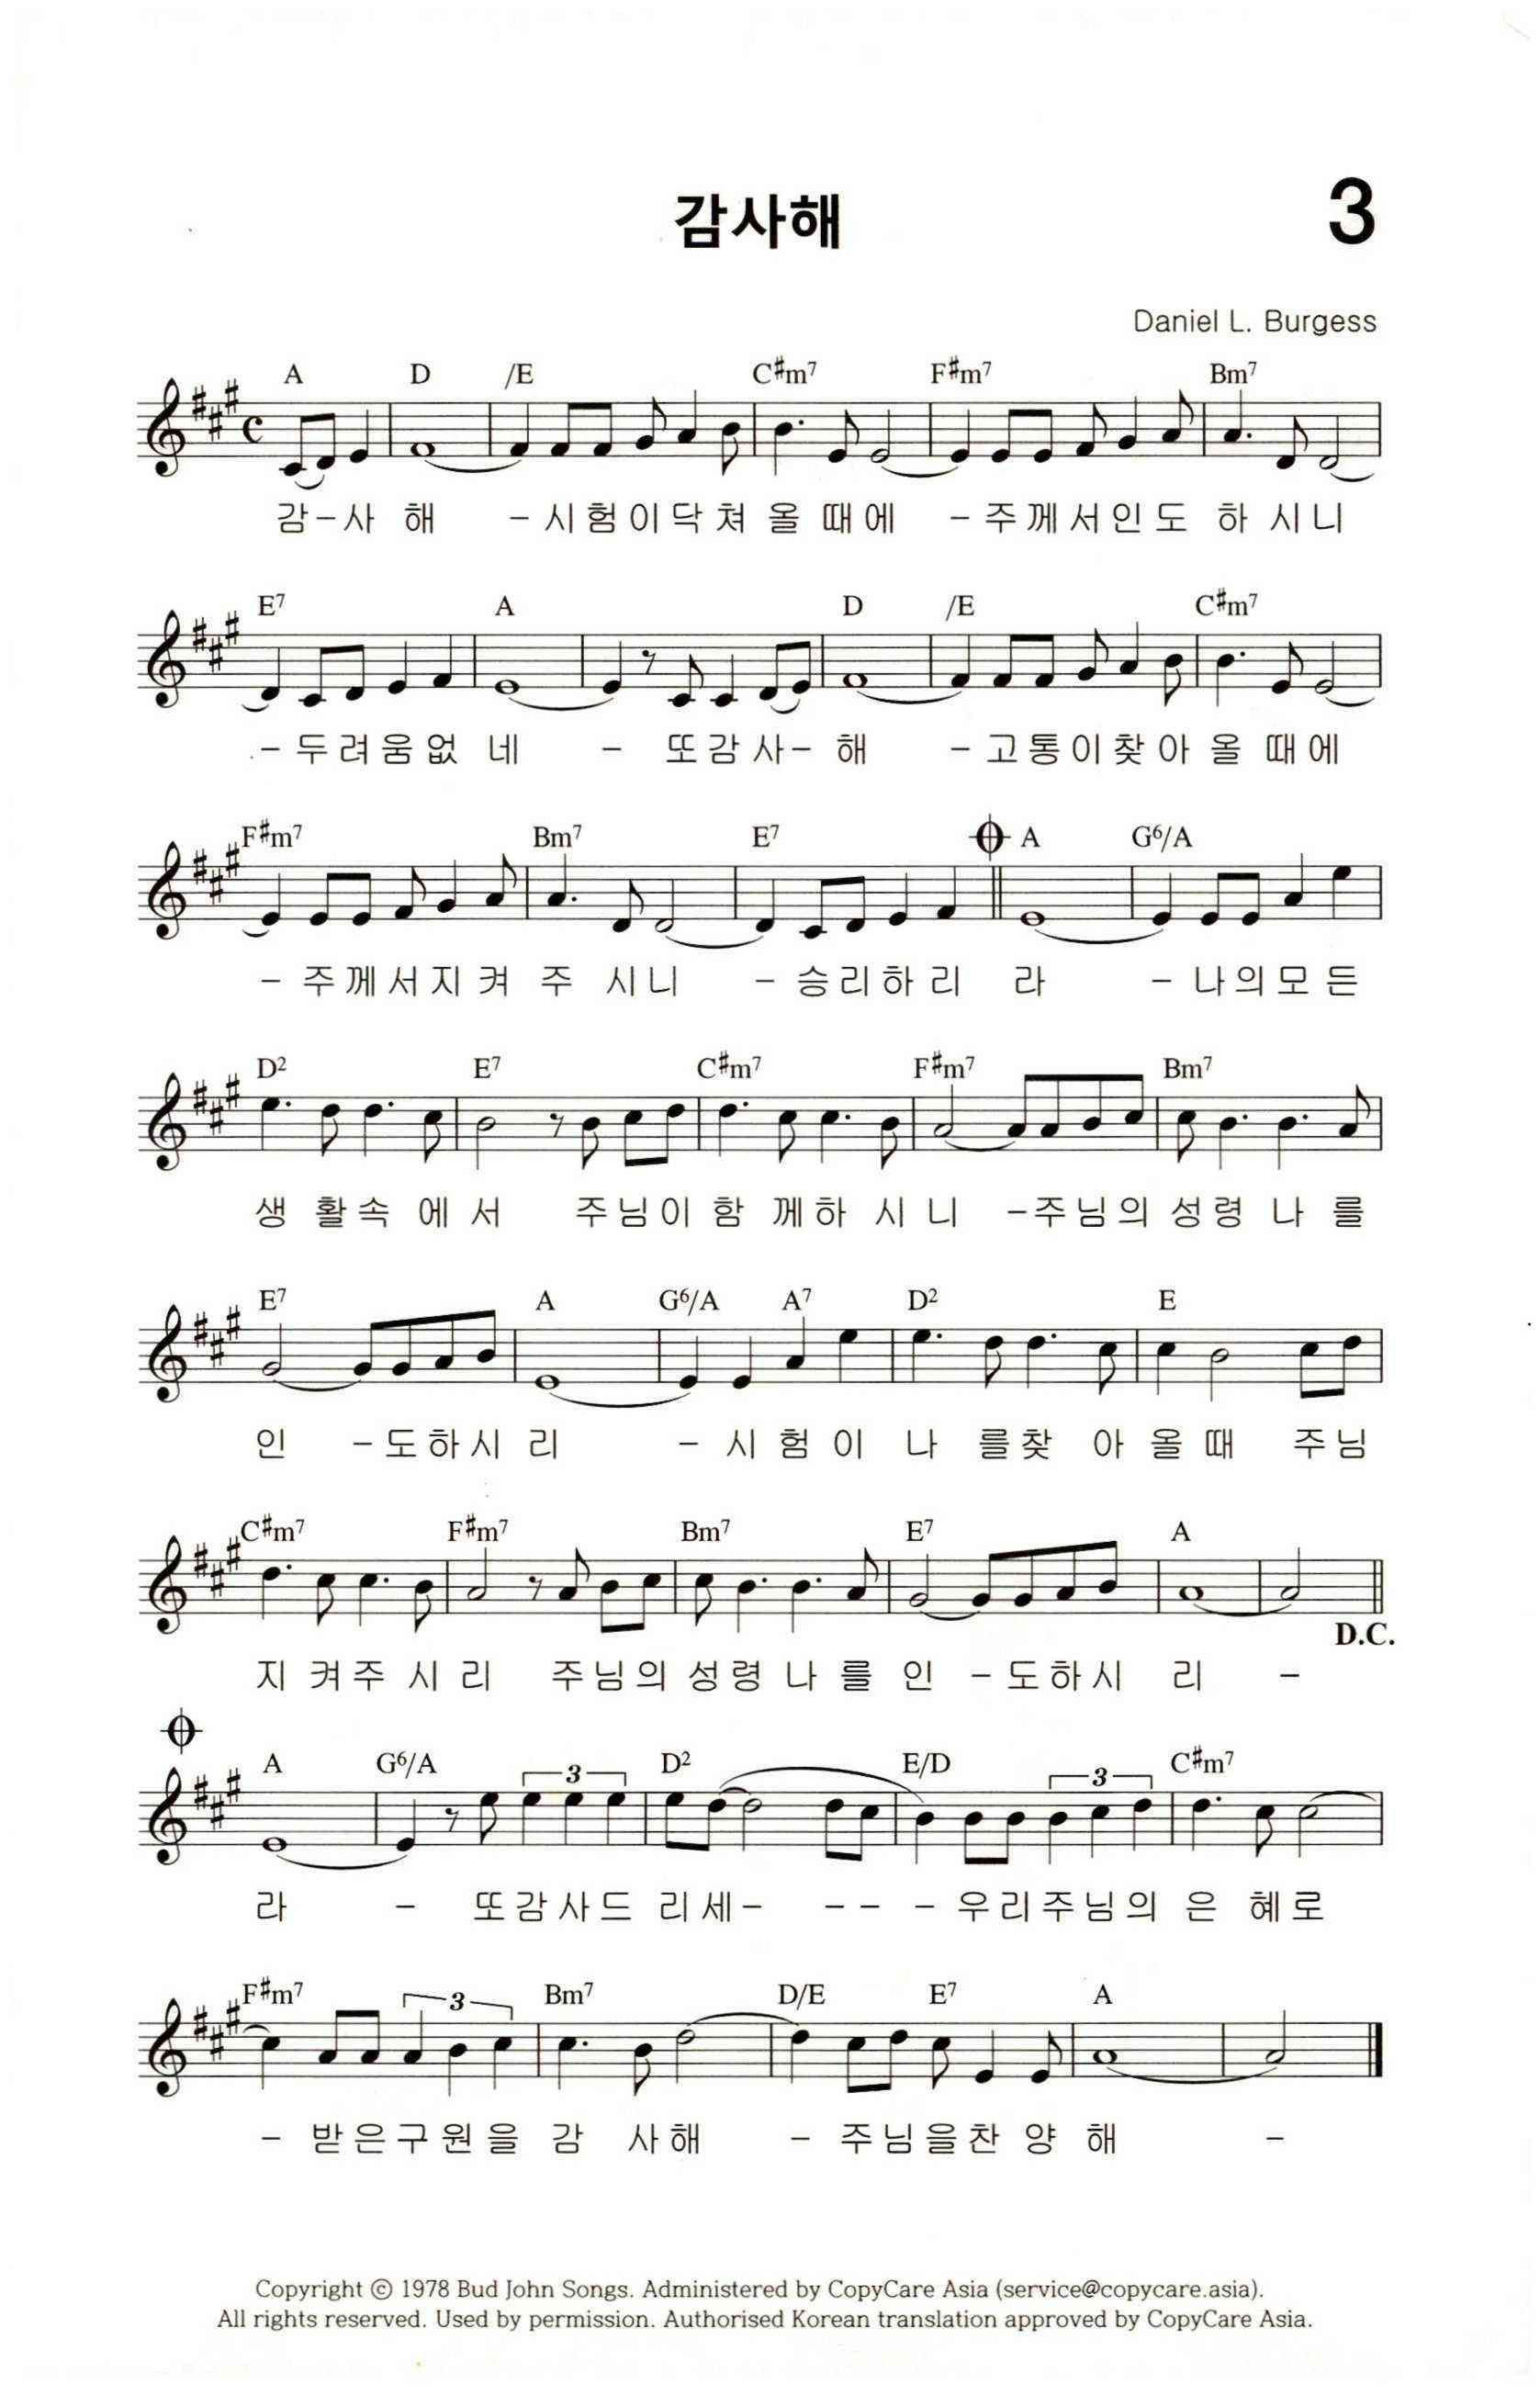 감사해
3
Daniel L. Burgess
A D /E C#m7 F#m7 Bm7
감-사 해 -시험이닥쳐 올 때에 -주께서인도 하 시니
E7 A D /E C#m7
-두려움없 네 - 또감사- 해 -고통이찾아 올 때에
F#m7 Bm7 E7 A G6/A
-주께서지켜 주 시니 -승리하리 라 -나의모든
D2 E7 C#m7 F#m7 Bm7
생 활속 에서 주님이 함 께하 시니 -주님의 성령 나 를
E7 A G6/A A7 D2 E
인 -도하시 리 -시험이 나 를찾 아 올때 주님
C#m7 F#m7 Bm7 E7 A
지 켜주 시리 주님의 성령 나 를 인 -도하시 리 -
D.C.
A G6/A 3 D2 E/D 3 C#m7
라 - 또감사드 리세- -- -우리주님의 은 혜로
F#m7 3 Bm7 D/E E7 A
-받은구원을 감 사해 -주님을찬 양 해 -
Copyright ⓒ 1978 Bud John Songs. Administered by CopyCare Asia (service@copycare.asia).
All rights reserved. Used by permission. Authorised Korean translation approved by CopyCare Asia.